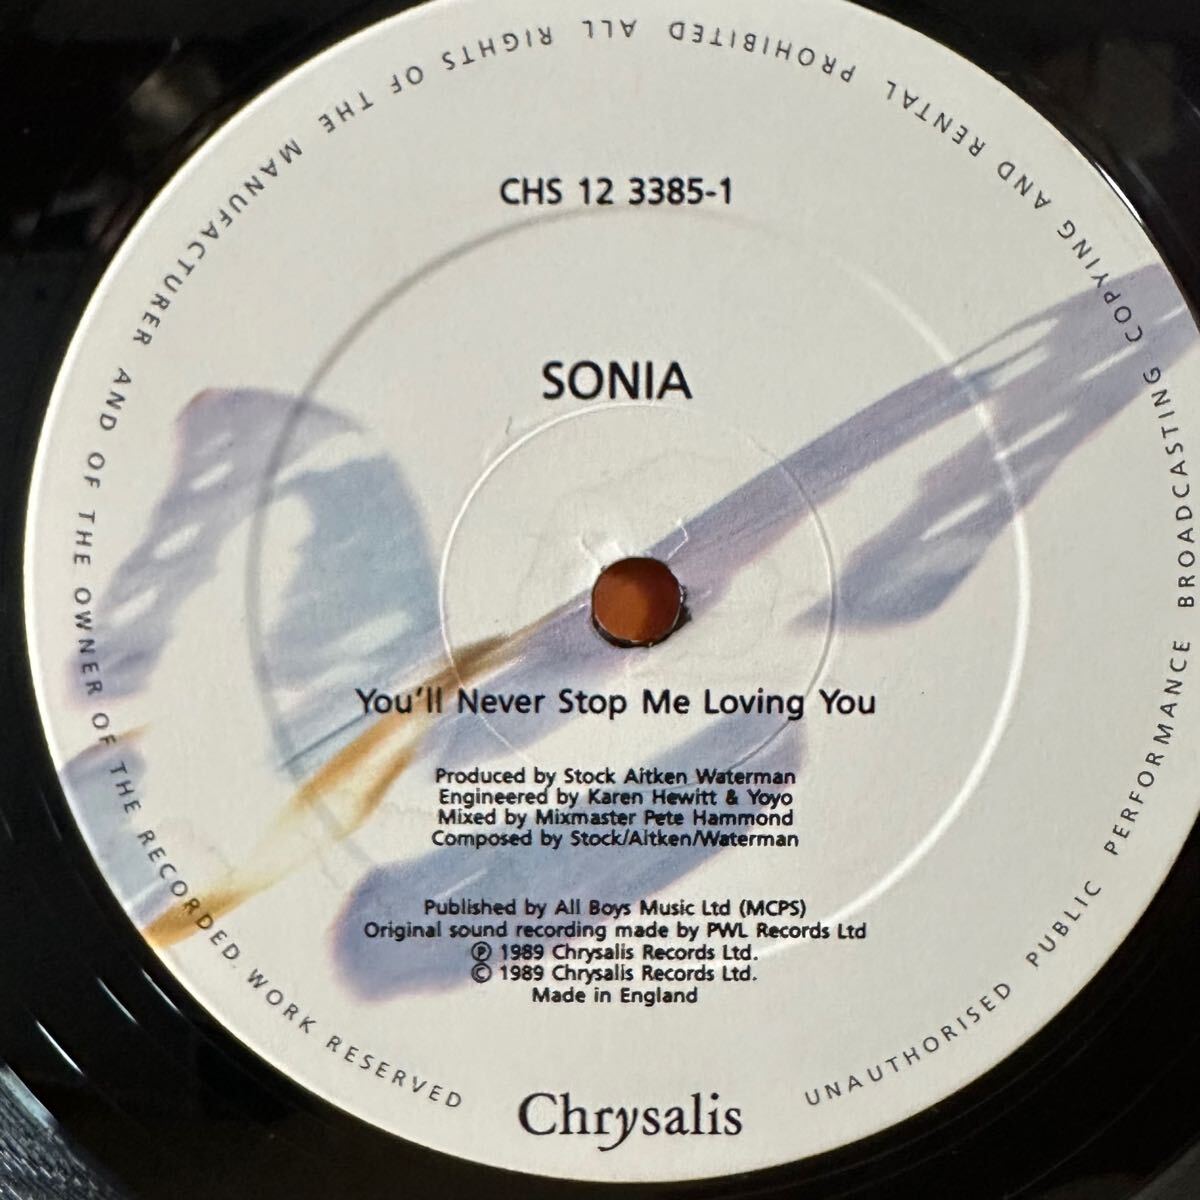 CHS 12 3385-1
SONIA
You'll Never Stop Me Loving You
Produced by Stock Aitken Waterman
Engineered by Karen Hewitt & Yoyo
Mixed by Mixmaster Pete Hammond
Composed by Stock/Aitken/Waterman
Published by All Boys Music Ltd (MCPS)
Original sound recording made by PWL Records Ltd
Ⓟ 1989 Chrysalis Records Ltd.
© 1989 Chrysalis Records Ltd.
Made in England
Chrysalis
UNAUTHORISED PUBLIC PERFORMANCE BROADCASTING COPYING AND RENTAL PROHIBITED ALL RIGHTS OF THE MANUFACTURER AND OF THE OWNER OF THE RECORDED WORK RESERVED